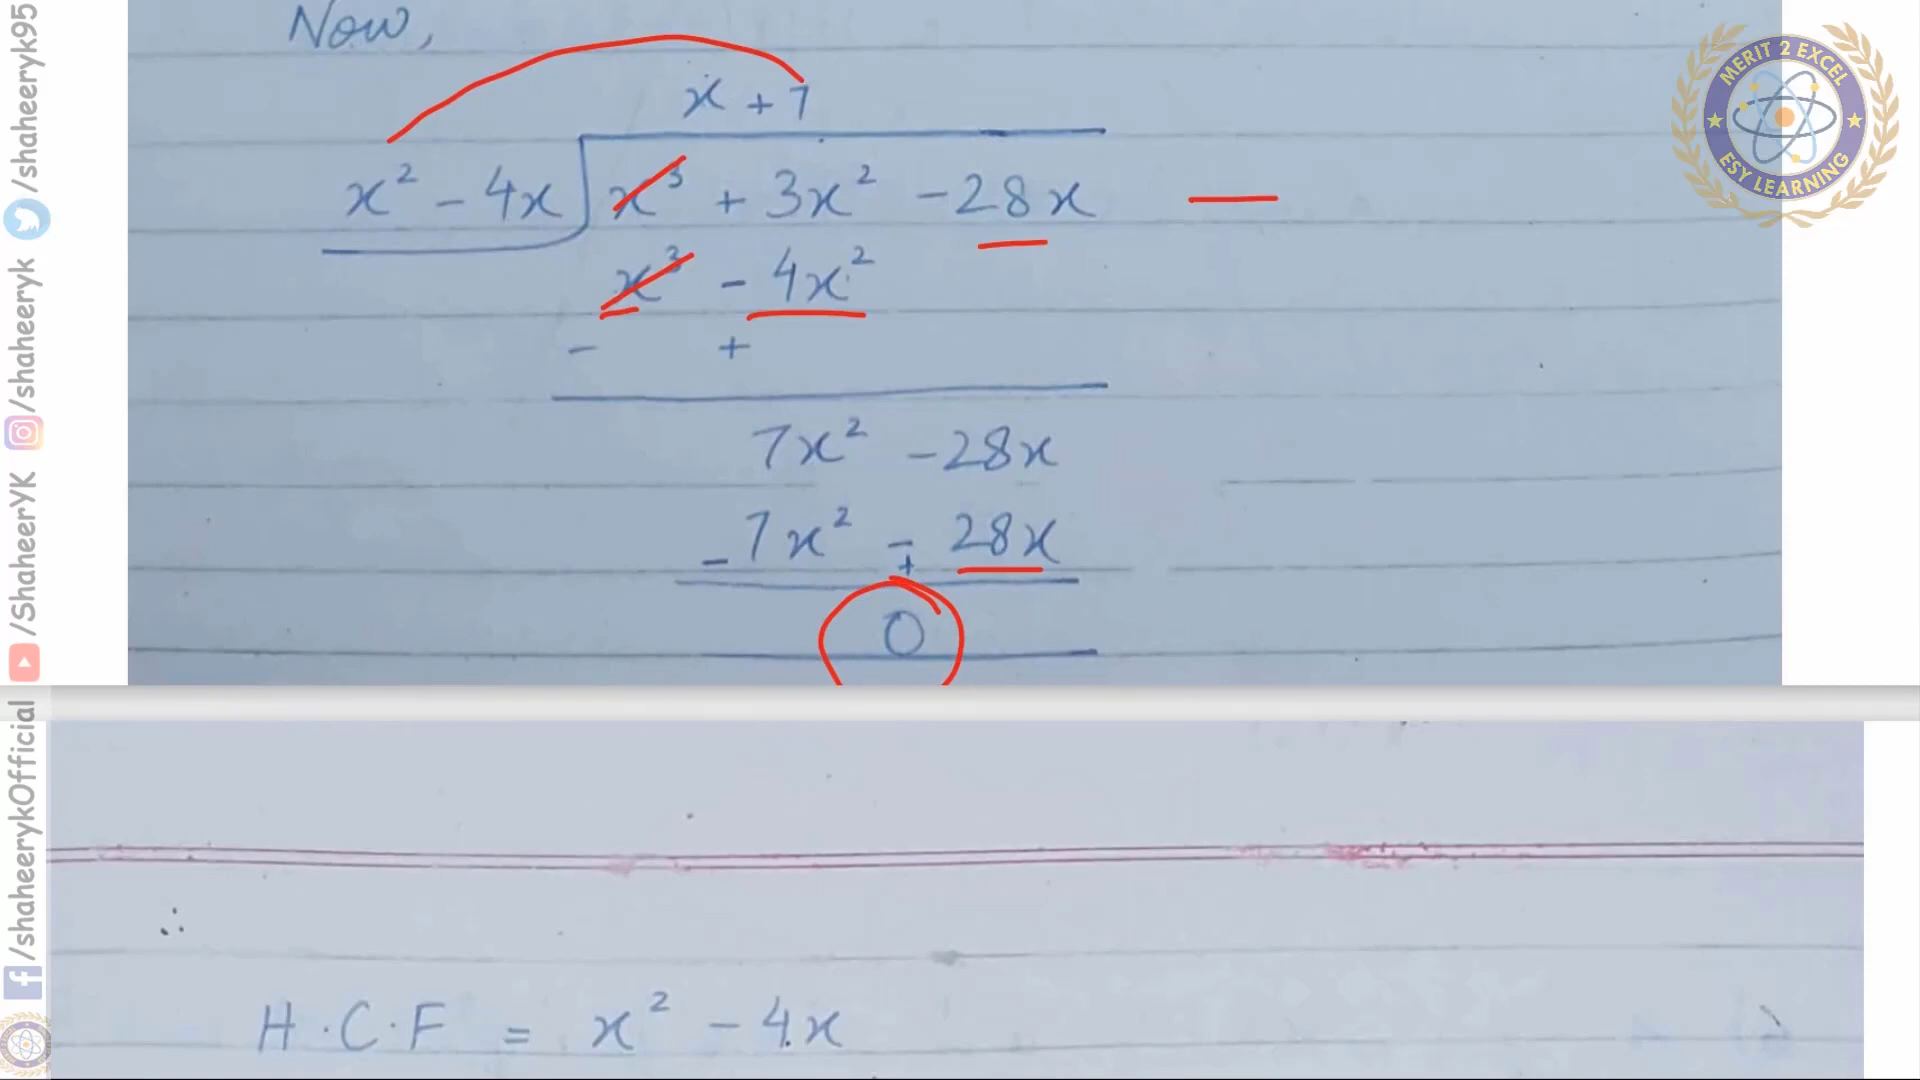 Now,
x + 7
x² - 4x x³ + 3x² - 28x
x³ - 4x²
- +
7x² - 28x
- 7x² - 28x
+
0
∴
H.C.F = x² - 4x
MERIT 2 EXCEL
ESY LEARNING
/shaheeryk95
/shaheeryk
/ShaheerYK
/shaheerykOfficial